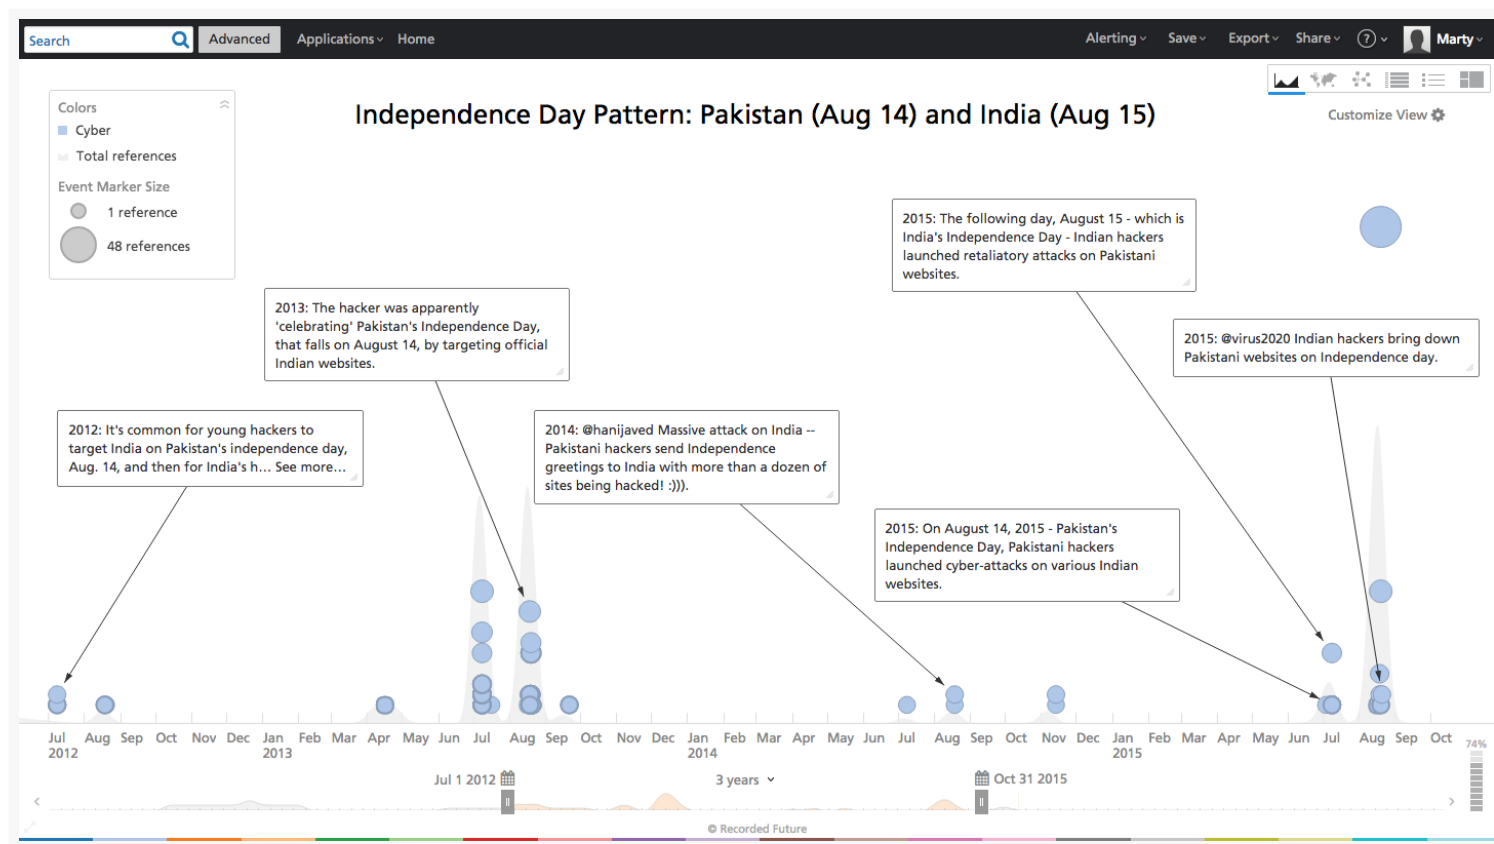 Search Advanced Applications Home Alerting Save Export Share ? Marty
Colors
Cyber
Total references
Event Marker Size
1 reference
48 references
Independence Day Pattern: Pakistan (Aug 14) and India (Aug 15)
Customize View
2015: The following day, August 15 - which is
India's Independence Day - Indian hackers
launched retaliatory attacks on Pakistani
websites.
2013: The hacker was apparently
'celebrating' Pakistan's Independence Day,
that falls on August 14, by targeting official
Indian websites.
2015: @virus2020 Indian hackers bring down
Pakistani websites on Independence day.
2012: It's common for young hackers to
target India on Pakistan's independence day,
Aug. 14, and then for India's h... See more...
2014: @hanijaved Massive attack on India --
Pakistani hackers send Independence
greetings to India with more than a dozen of
sites being hacked! :))).
2015: On August 14, 2015 - Pakistan's
Independence Day, Pakistani hackers
launched cyber-attacks on various Indian
websites.
Jul Aug Sep Oct Nov Dec Jan Feb Mar Apr May Jun Jul Aug Sep Oct Nov Dec Jan Feb Mar Apr May Jun Jul Aug Sep Oct Nov Dec Jan Feb Mar Apr May Jun Jul Aug Sep Oct
2012 2013 2014 2015
74%
Jul 1 2012 3 years Oct 31 2015
© Recorded Future